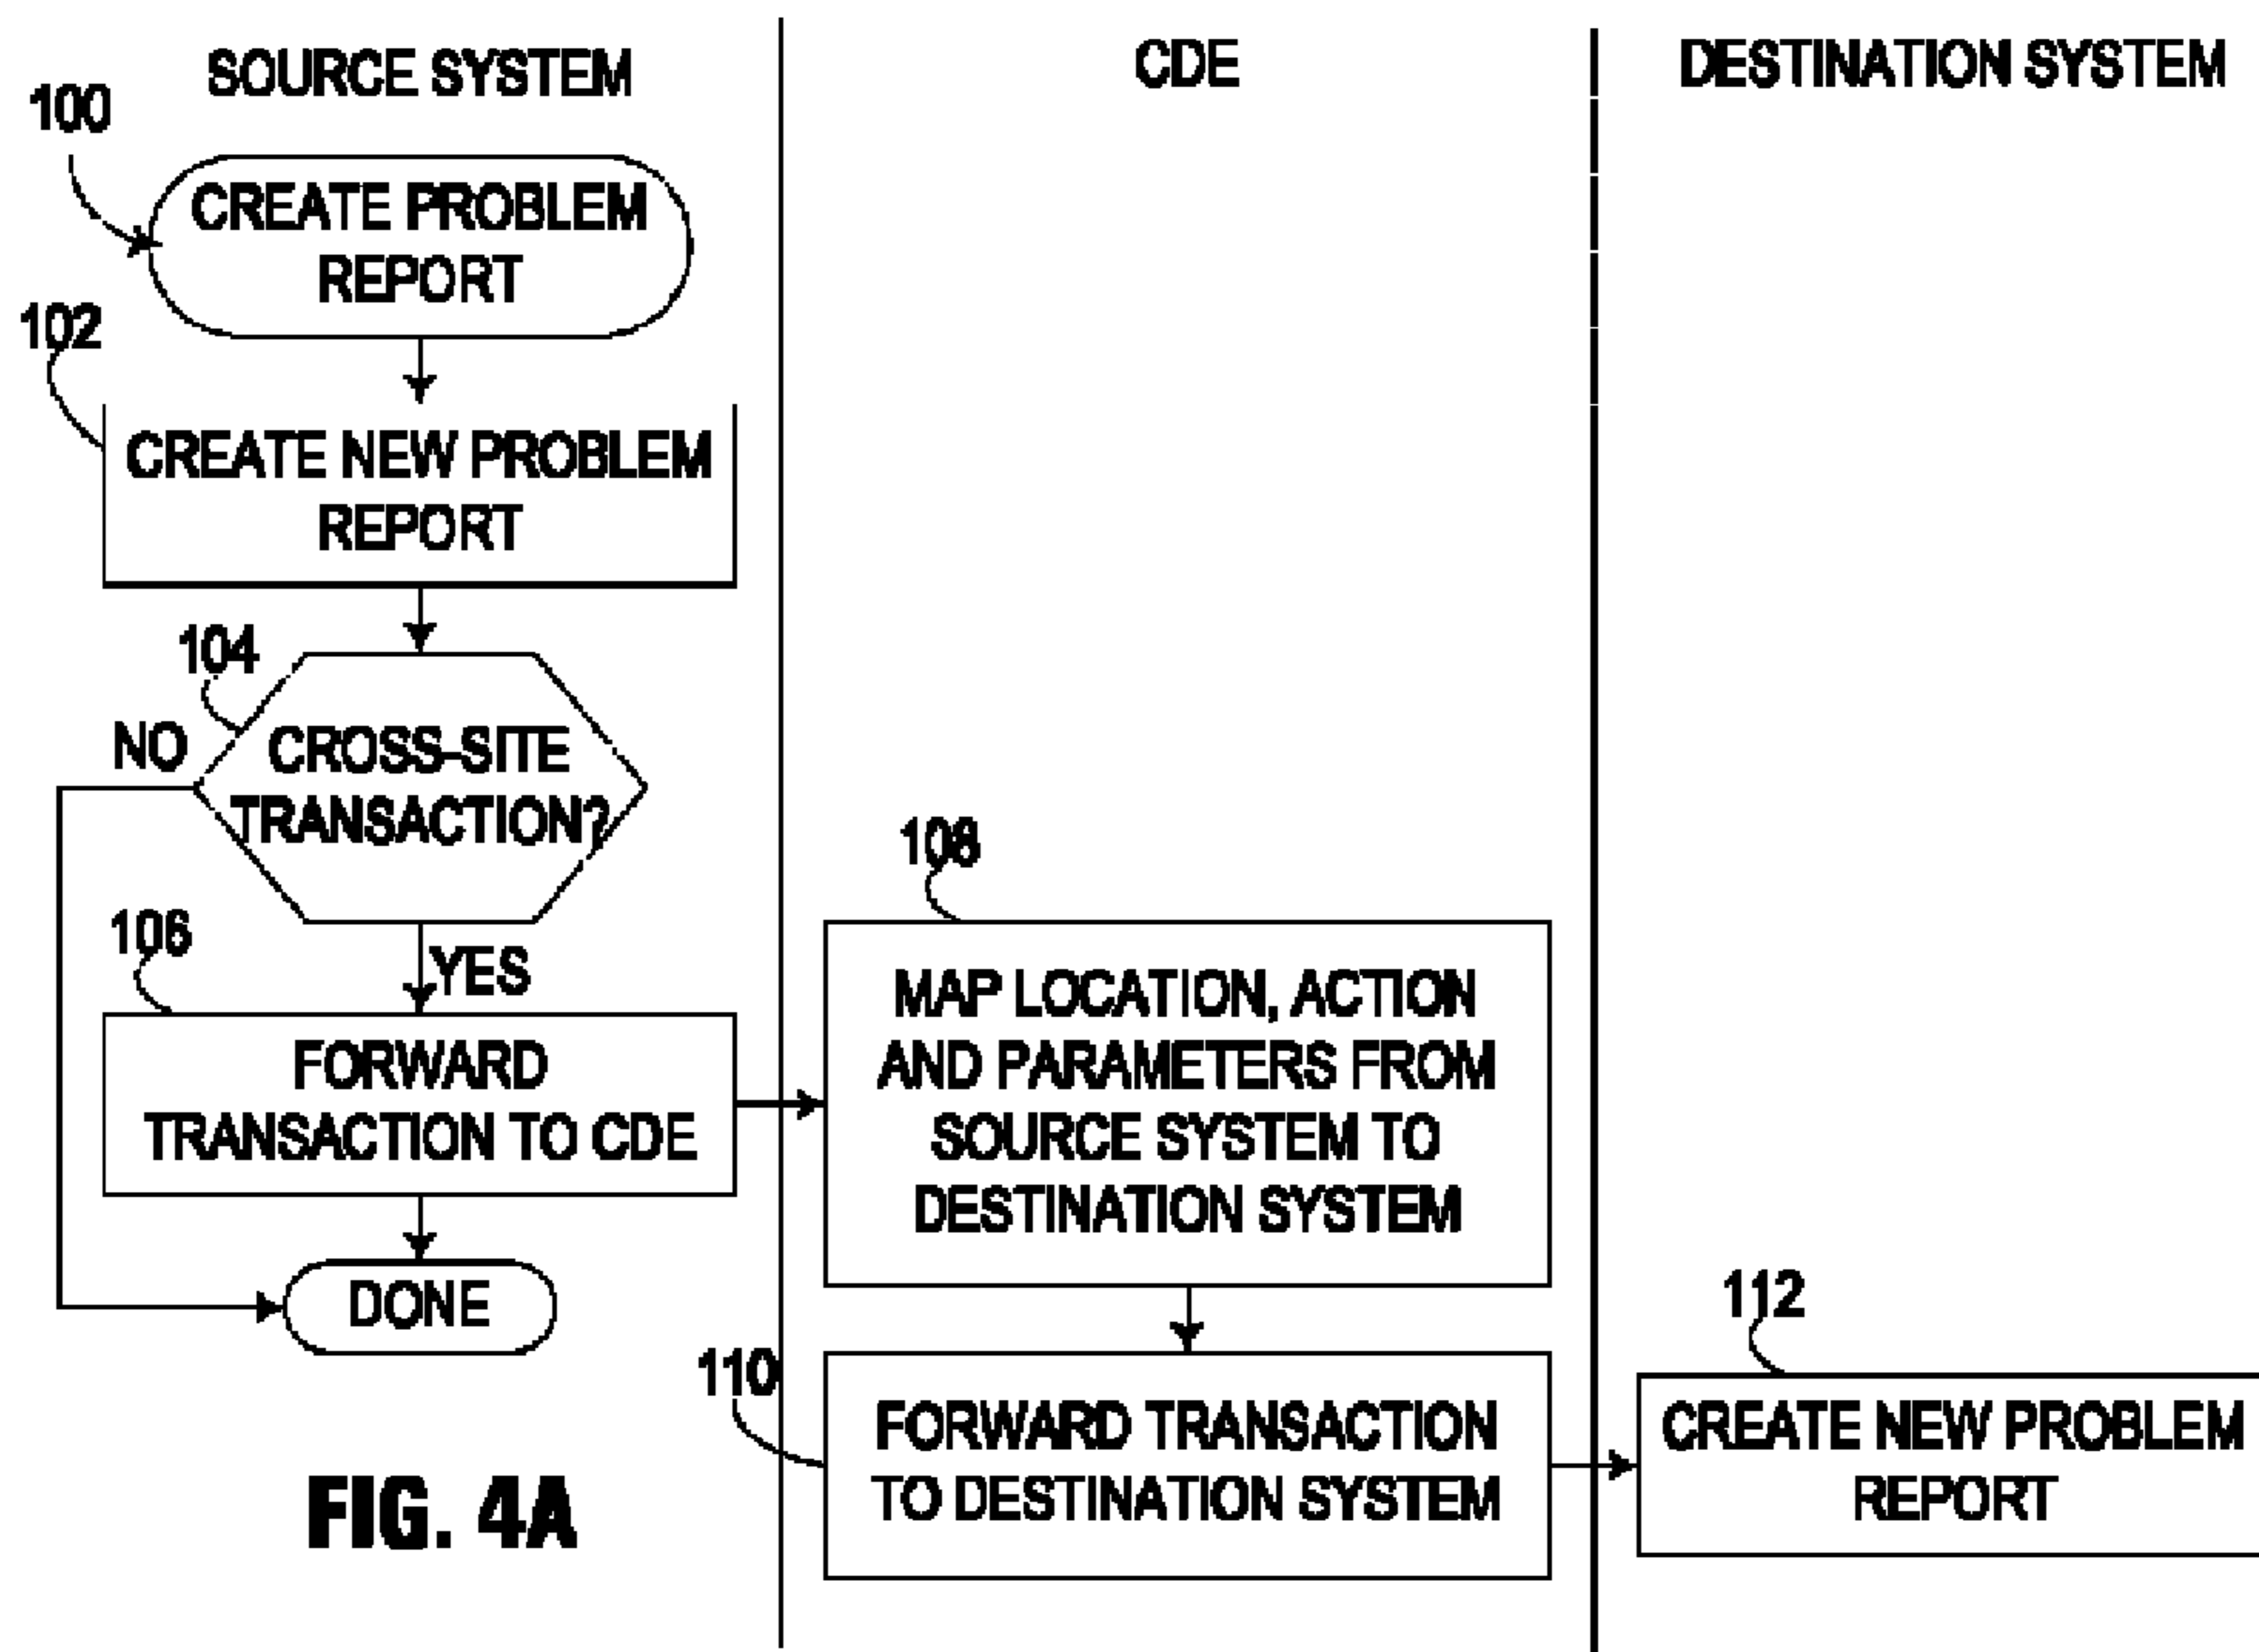 SOURCE SYSTEM
CDE
DESTINATION SYSTEM
100
CREATE PROBLEM
REPORT
102
CREATE NEW PROBLEM
REPORT
104
NO
CROSS-SITE
TRANSACTION?
YES
106
FORWARD
TRANSACTION TO CDE
DONE
108
MAP LOCATION, ACTION
AND PARAMETERS FROM
SOURCE SYSTEM TO
DESTINATION SYSTEM
110
FORWARD TRANSACTION
TO DESTINATION SYSTEM
112
CREATE NEW PROBLEM
REPORT
FIG. 4A